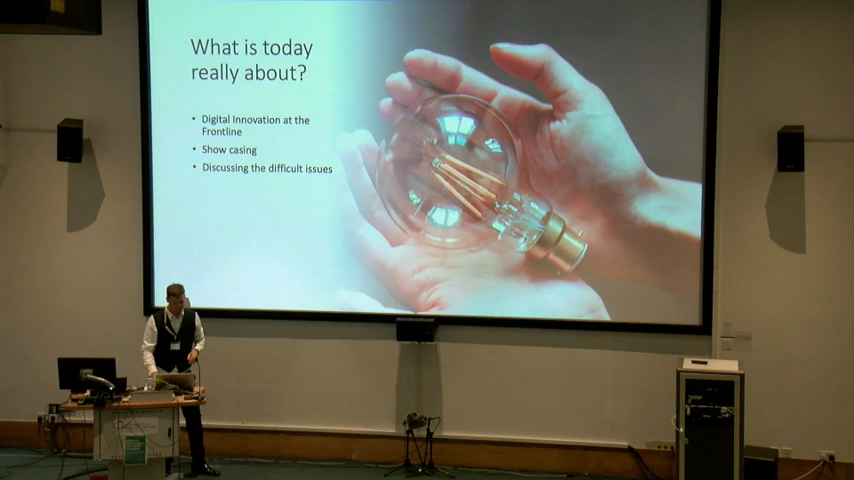 What is today
really about?
• Digital Innovation at the
Frontline
• Show casing
• Discussing the difficult issues